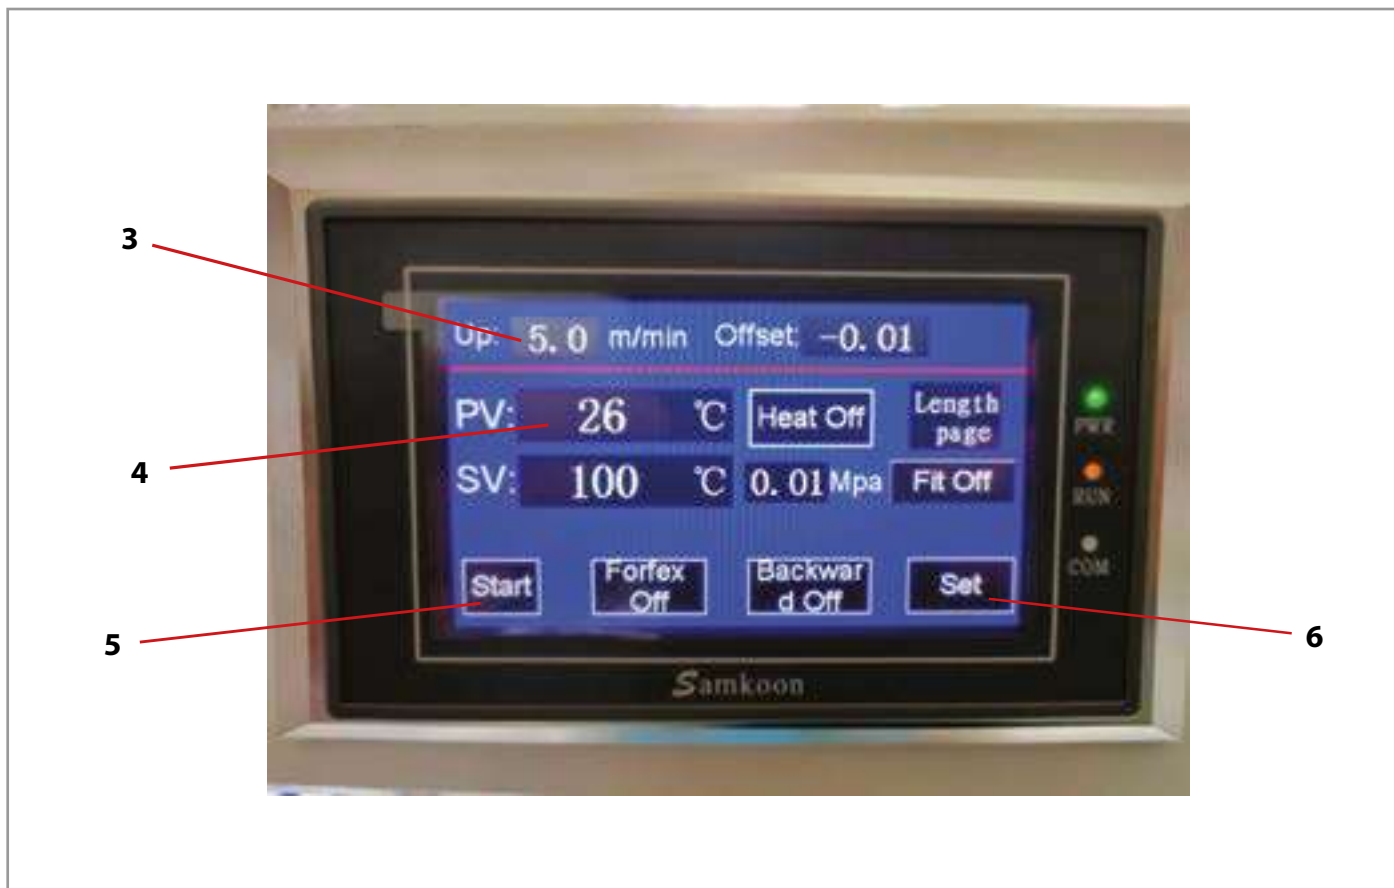 3
Up: 5.0 m/min Offset: -0.01
PV: 26 ℃ Heat Off Length page
4
SV: 100 ℃ 0.01 Mpa Fit Off
Start Forfex Off Backwar d Off Set
5
6
Samkoon
PWR
RUN
COM